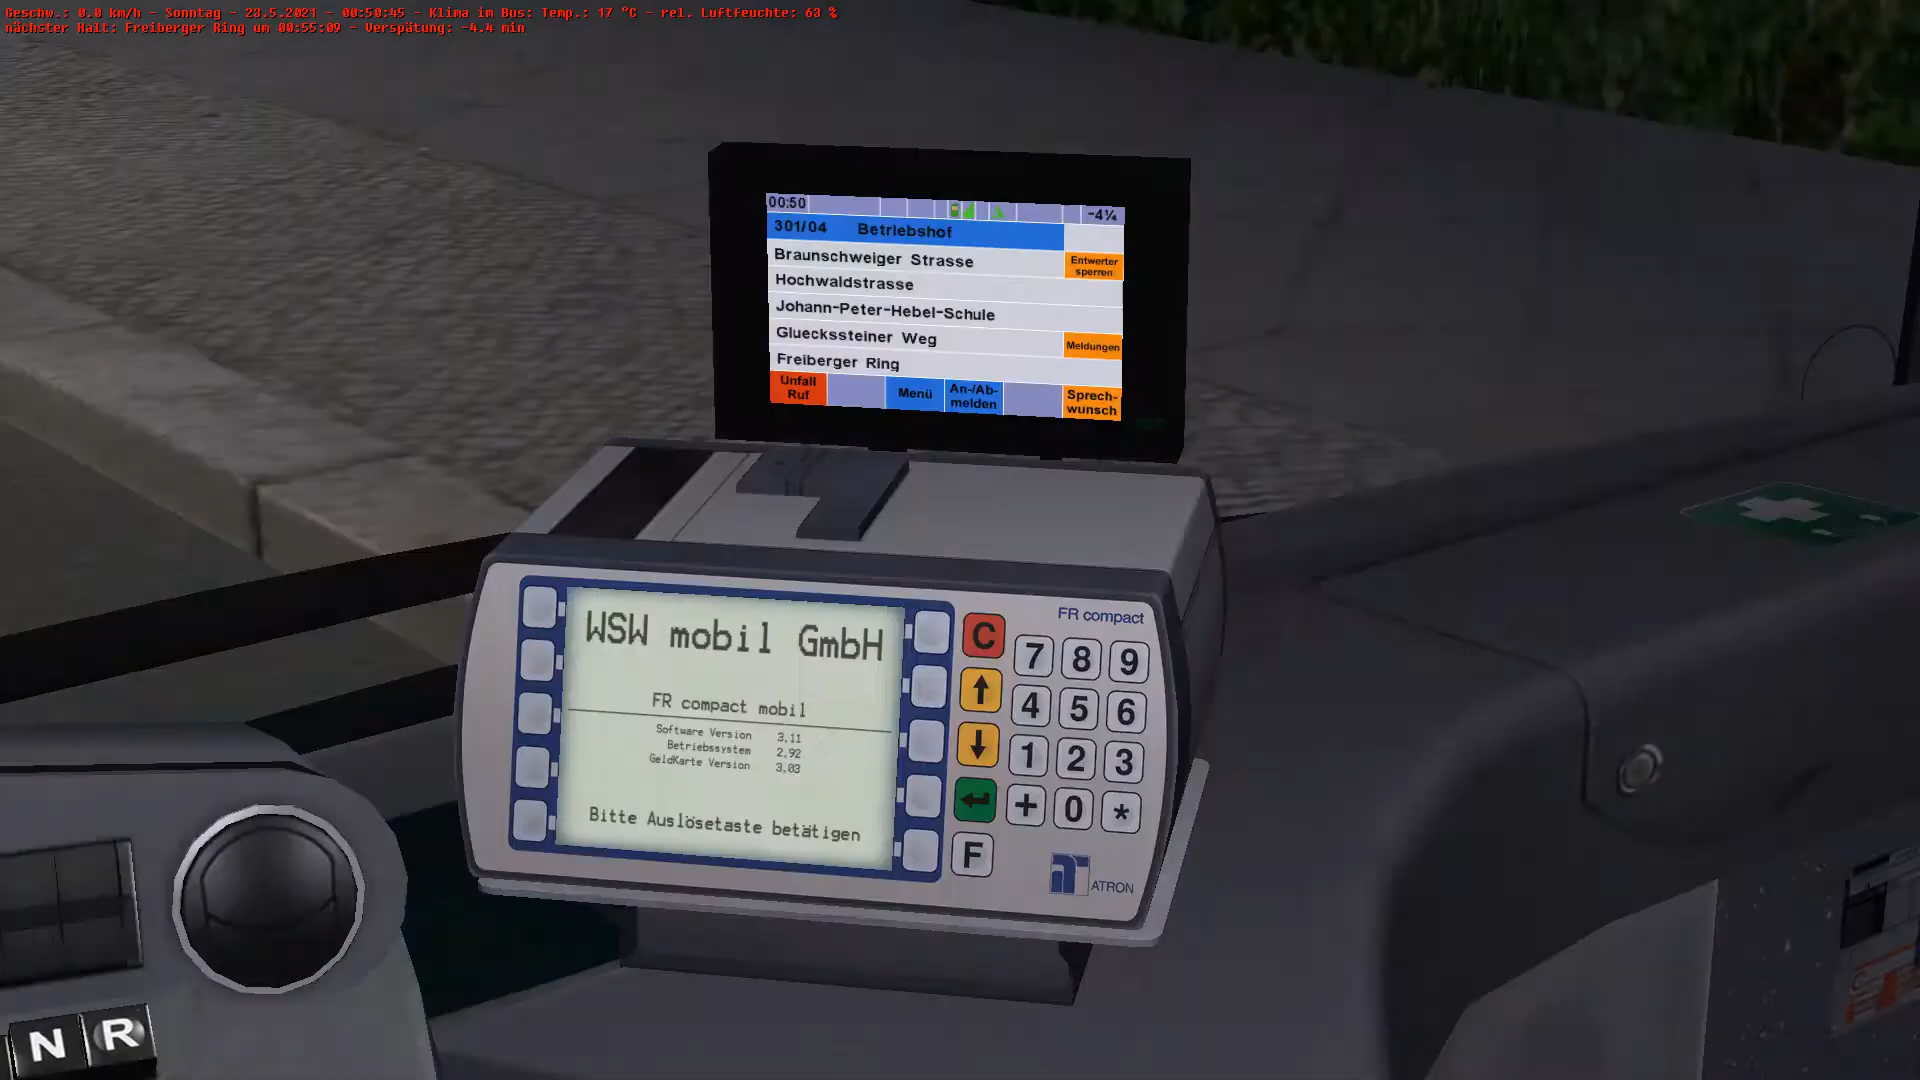 Geschw.: 0.0 km/h - Sonntag - 23.5.2021 - 00:50:45 - Klima im Bus: Temp.: 17 °C - rel. Luftfeuchte: 63 %
nächster Halt: Freiberger Ring um 00:55:09 - Verspätung: -4.4 min
00:50 -4¼
301/04 Betriebshof
Braunschweiger Strasse
Entwerter
sperren
Hochwaldstrasse
Johann-Peter-Hebel-Schule
Glueckssteiner Weg
Meldungen
Freiberger Ring
Unfall
Ruf
Menü
An-/Ab-
melden
Sprech-
wunsch
FR compact
WSW mobil GmbH
FR compact mobil
Software Version 3,11
Betriebssystem 2,92
GeldKarte Version 3,03
Bitte Auslösetaste betätigen
C
7 8 9
4 5 6
1 2 3
+ 0 *
F
ATRON
N R